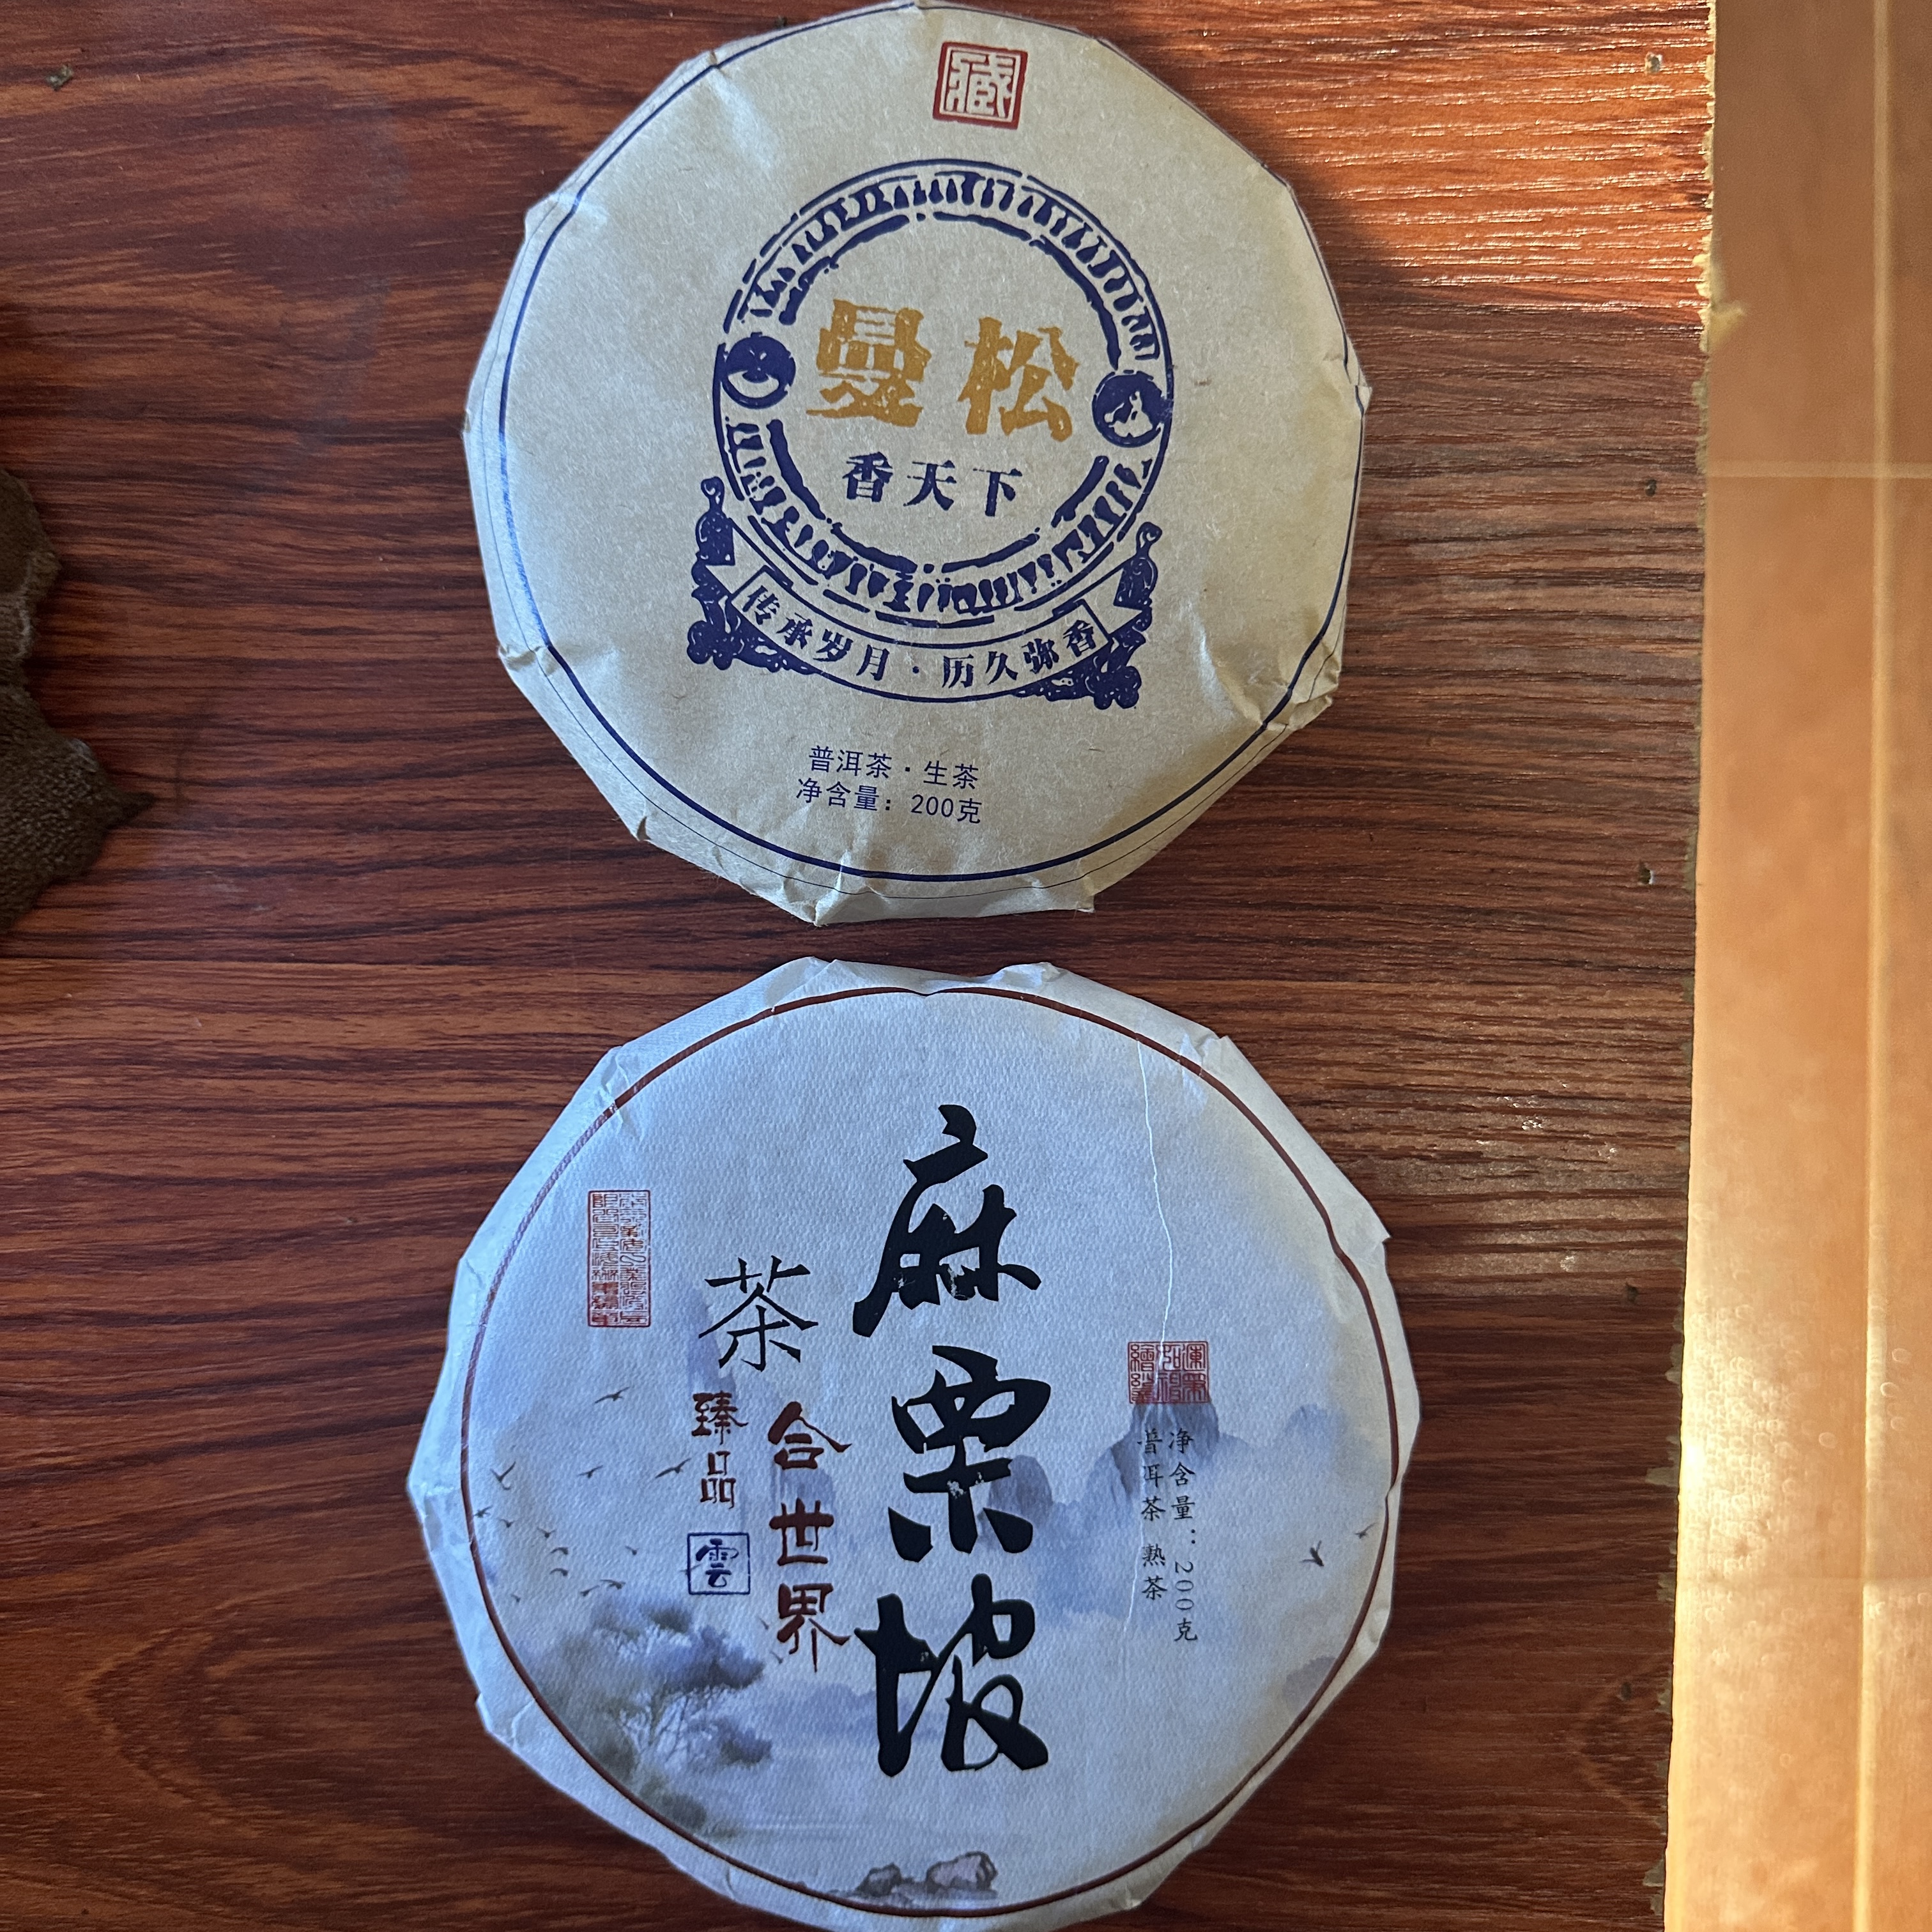 藏
曼松
香天下
传承岁月·历久弥香
普洱茶·生茶
净含量：200克
麻栗坡
茶
合世界
臻品
雲
净含量：200克
普洱茶 熟茶